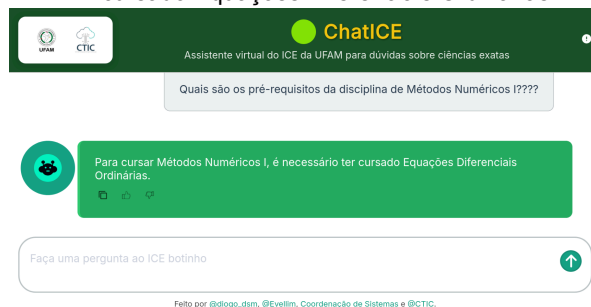 UFAM
CTIC
ChatICE
Assistente virtual do ICE da UFAM para dúvidas sobre ciências exatas
Quais são os pré-requisitos da disciplina de Métodos Numéricos I????
Para cursar Métodos Numéricos I, é necessário ter cursado Equações Diferenciais
Ordinárias.
Faça uma pergunta ao ICE botinho
Feito por @diogo_dsm, @Evellim, Coordenação de Sistemas e @CTIC.